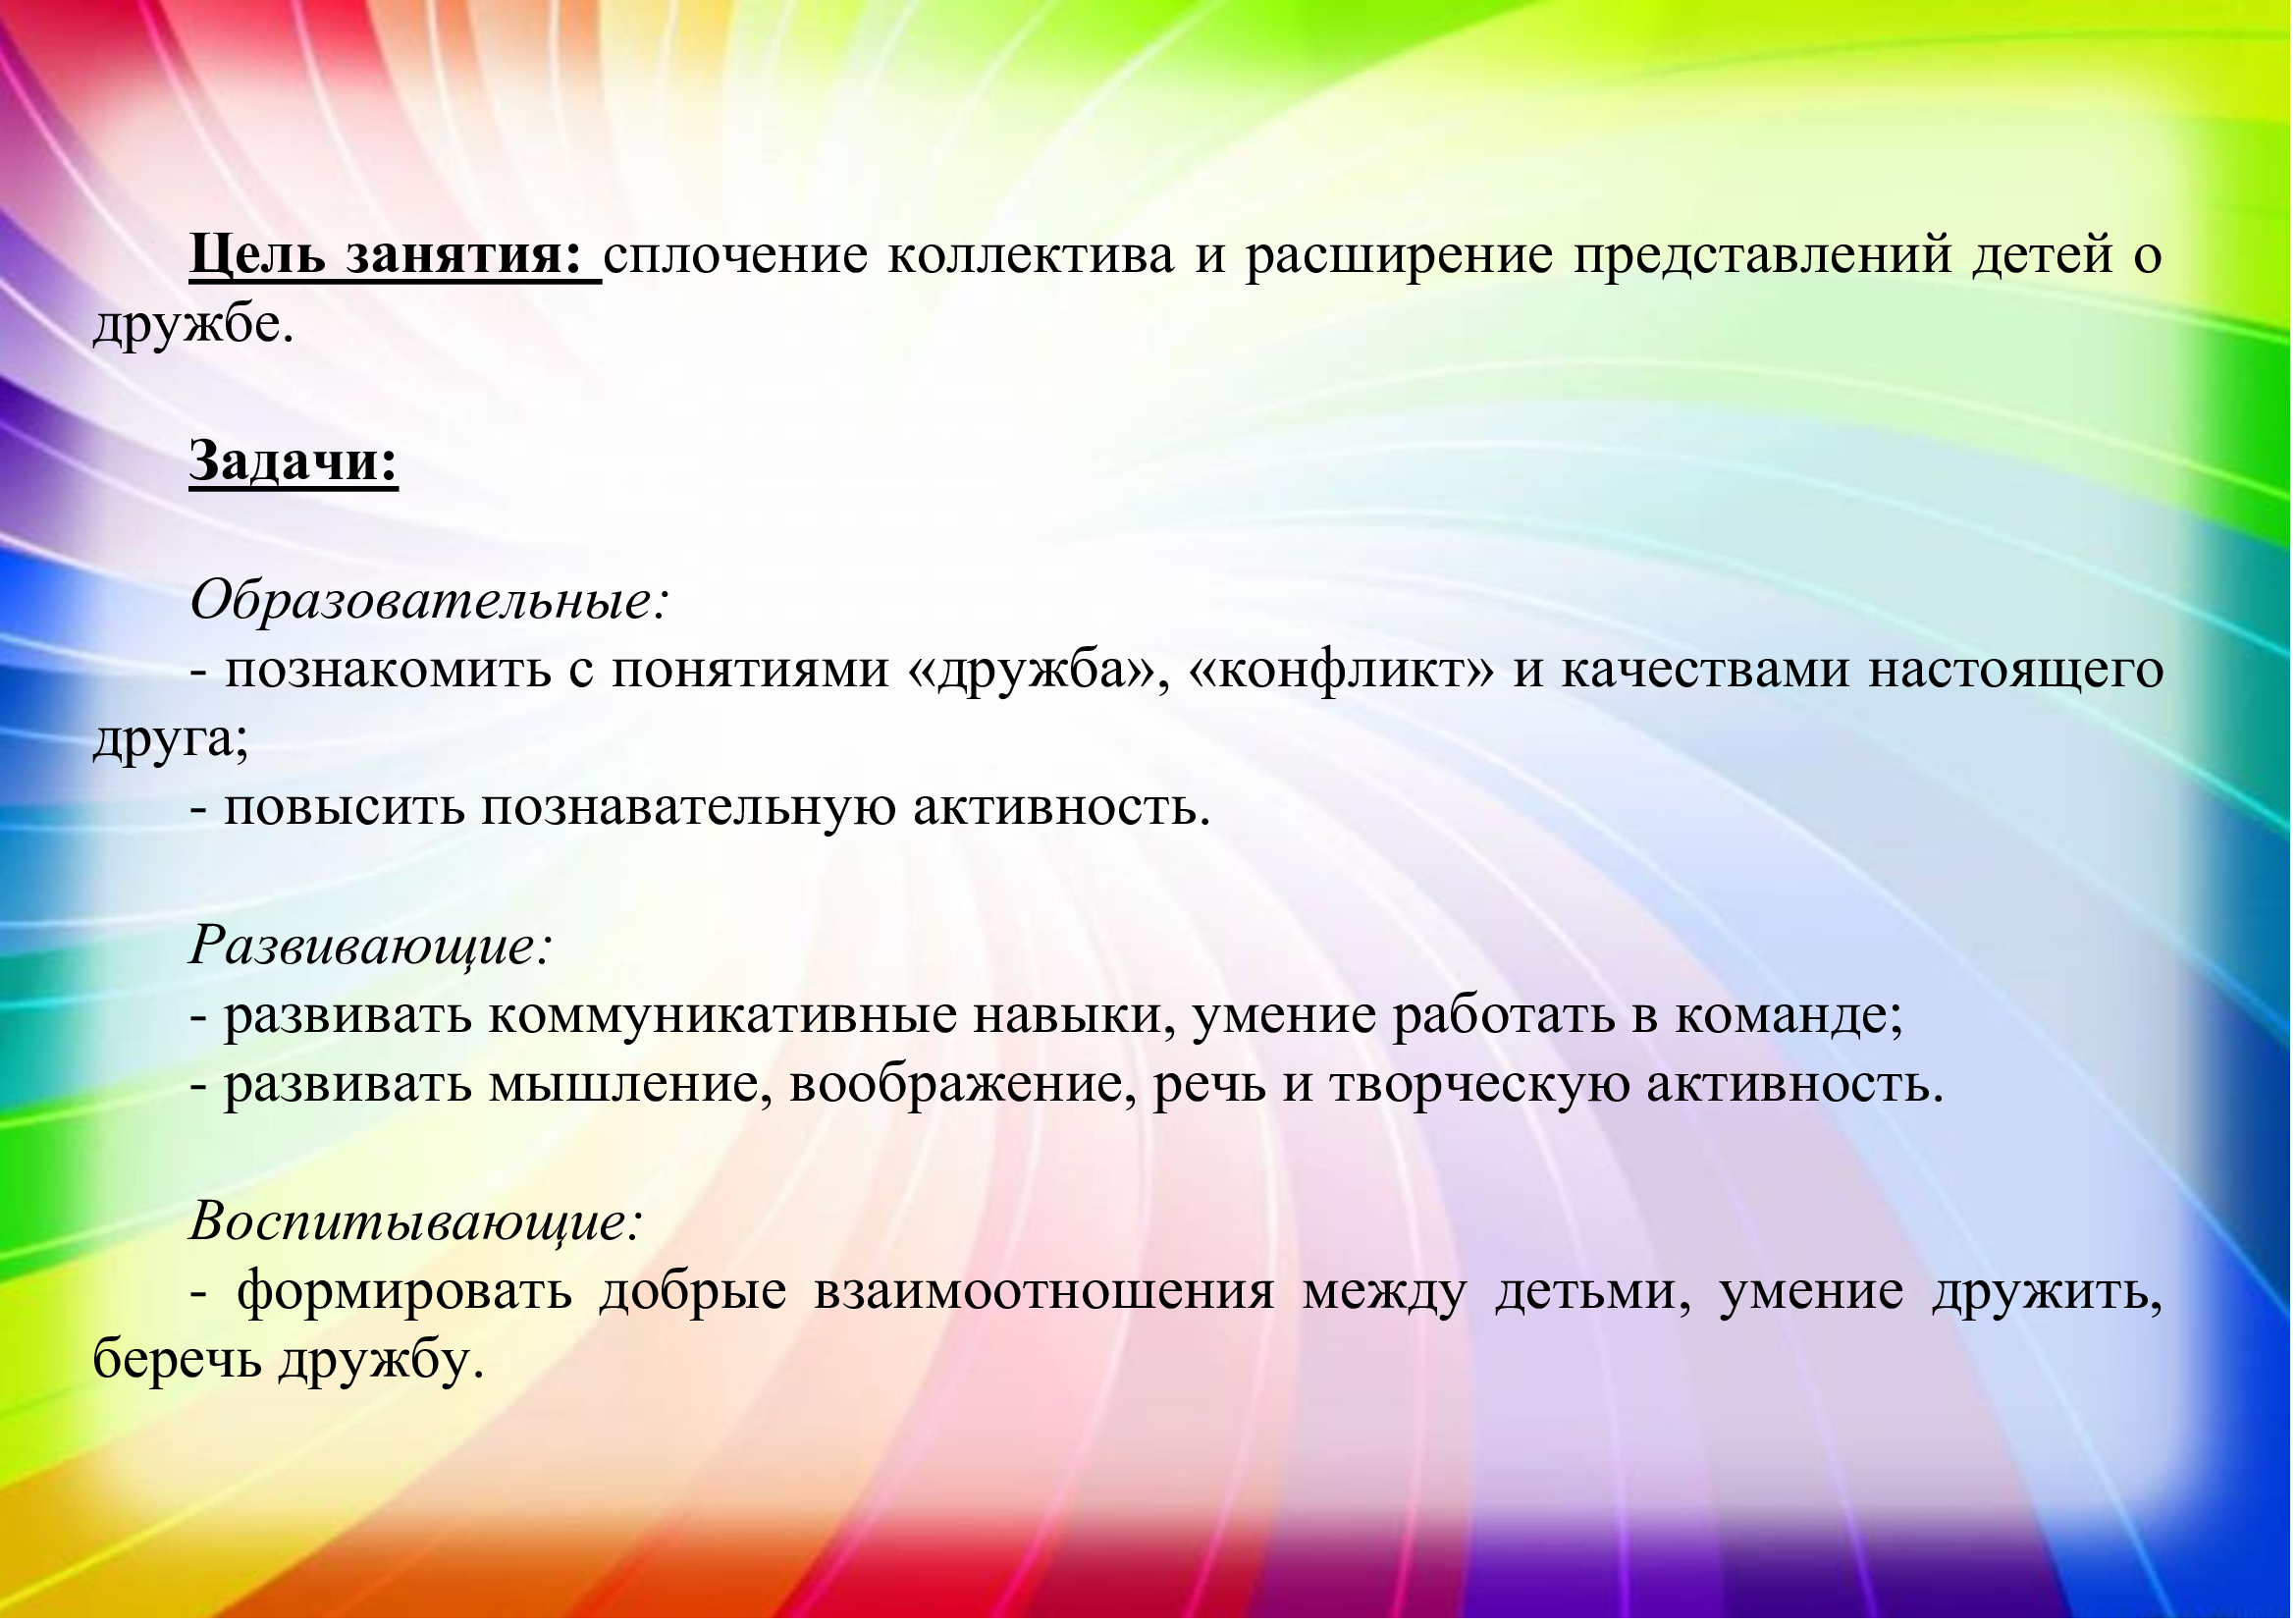 Цель занятия: сплочение коллектива и расширение представлений детей о
дружбе.
Задачи:
Образовательные:
- познакомить с понятиями «дружба», «конфликт» и качествами настоящего
друга;
- повысить познавательную активность.
Развивающие:
- развивать коммуникативные навыки, умение работать в команде;
- развивать мышление, воображение, речь и творческую активность.
Воспитывающие:
- формировать добрые взаимоотношения между детьми, умение дружить,
беречь дружбу.